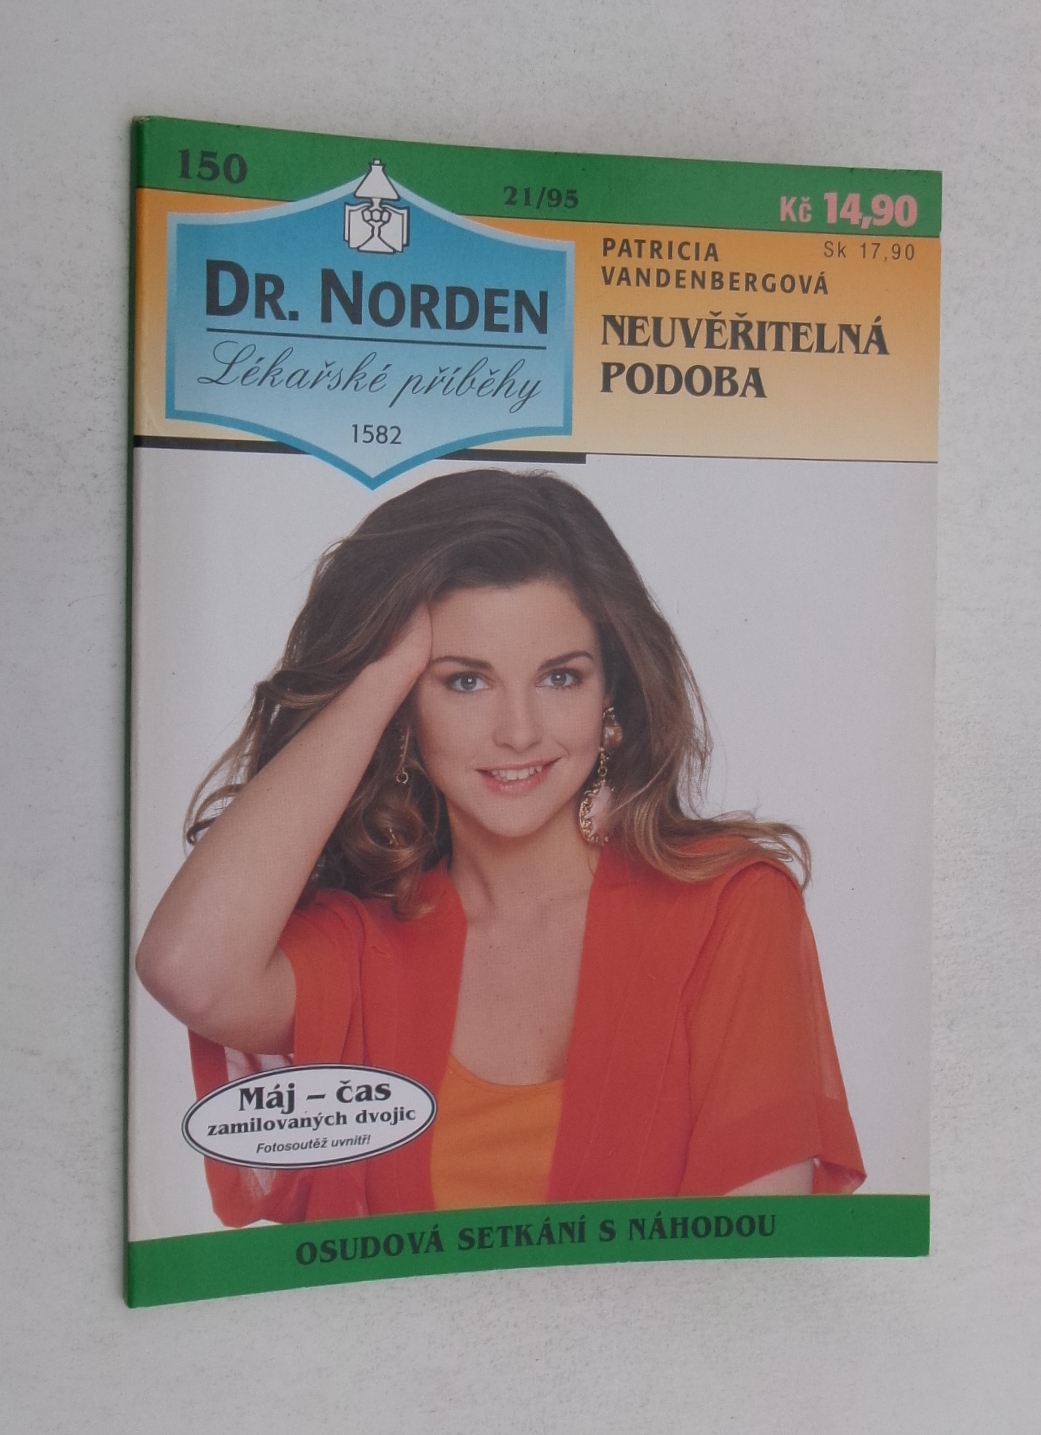 150
21/95
Kč 14,90
Sk 17,90
DR. NORDEN
Lékařské příběhy
1582
PATRICIA
VANDENBERGOVÁ
NEUVĚŘITELNÁ
PODOBA
Máj – čas
zamilovaných dvojic
Fotosoutěž uvnitř!
OSUDOVÁ SETKÁNÍ S NÁHODOU